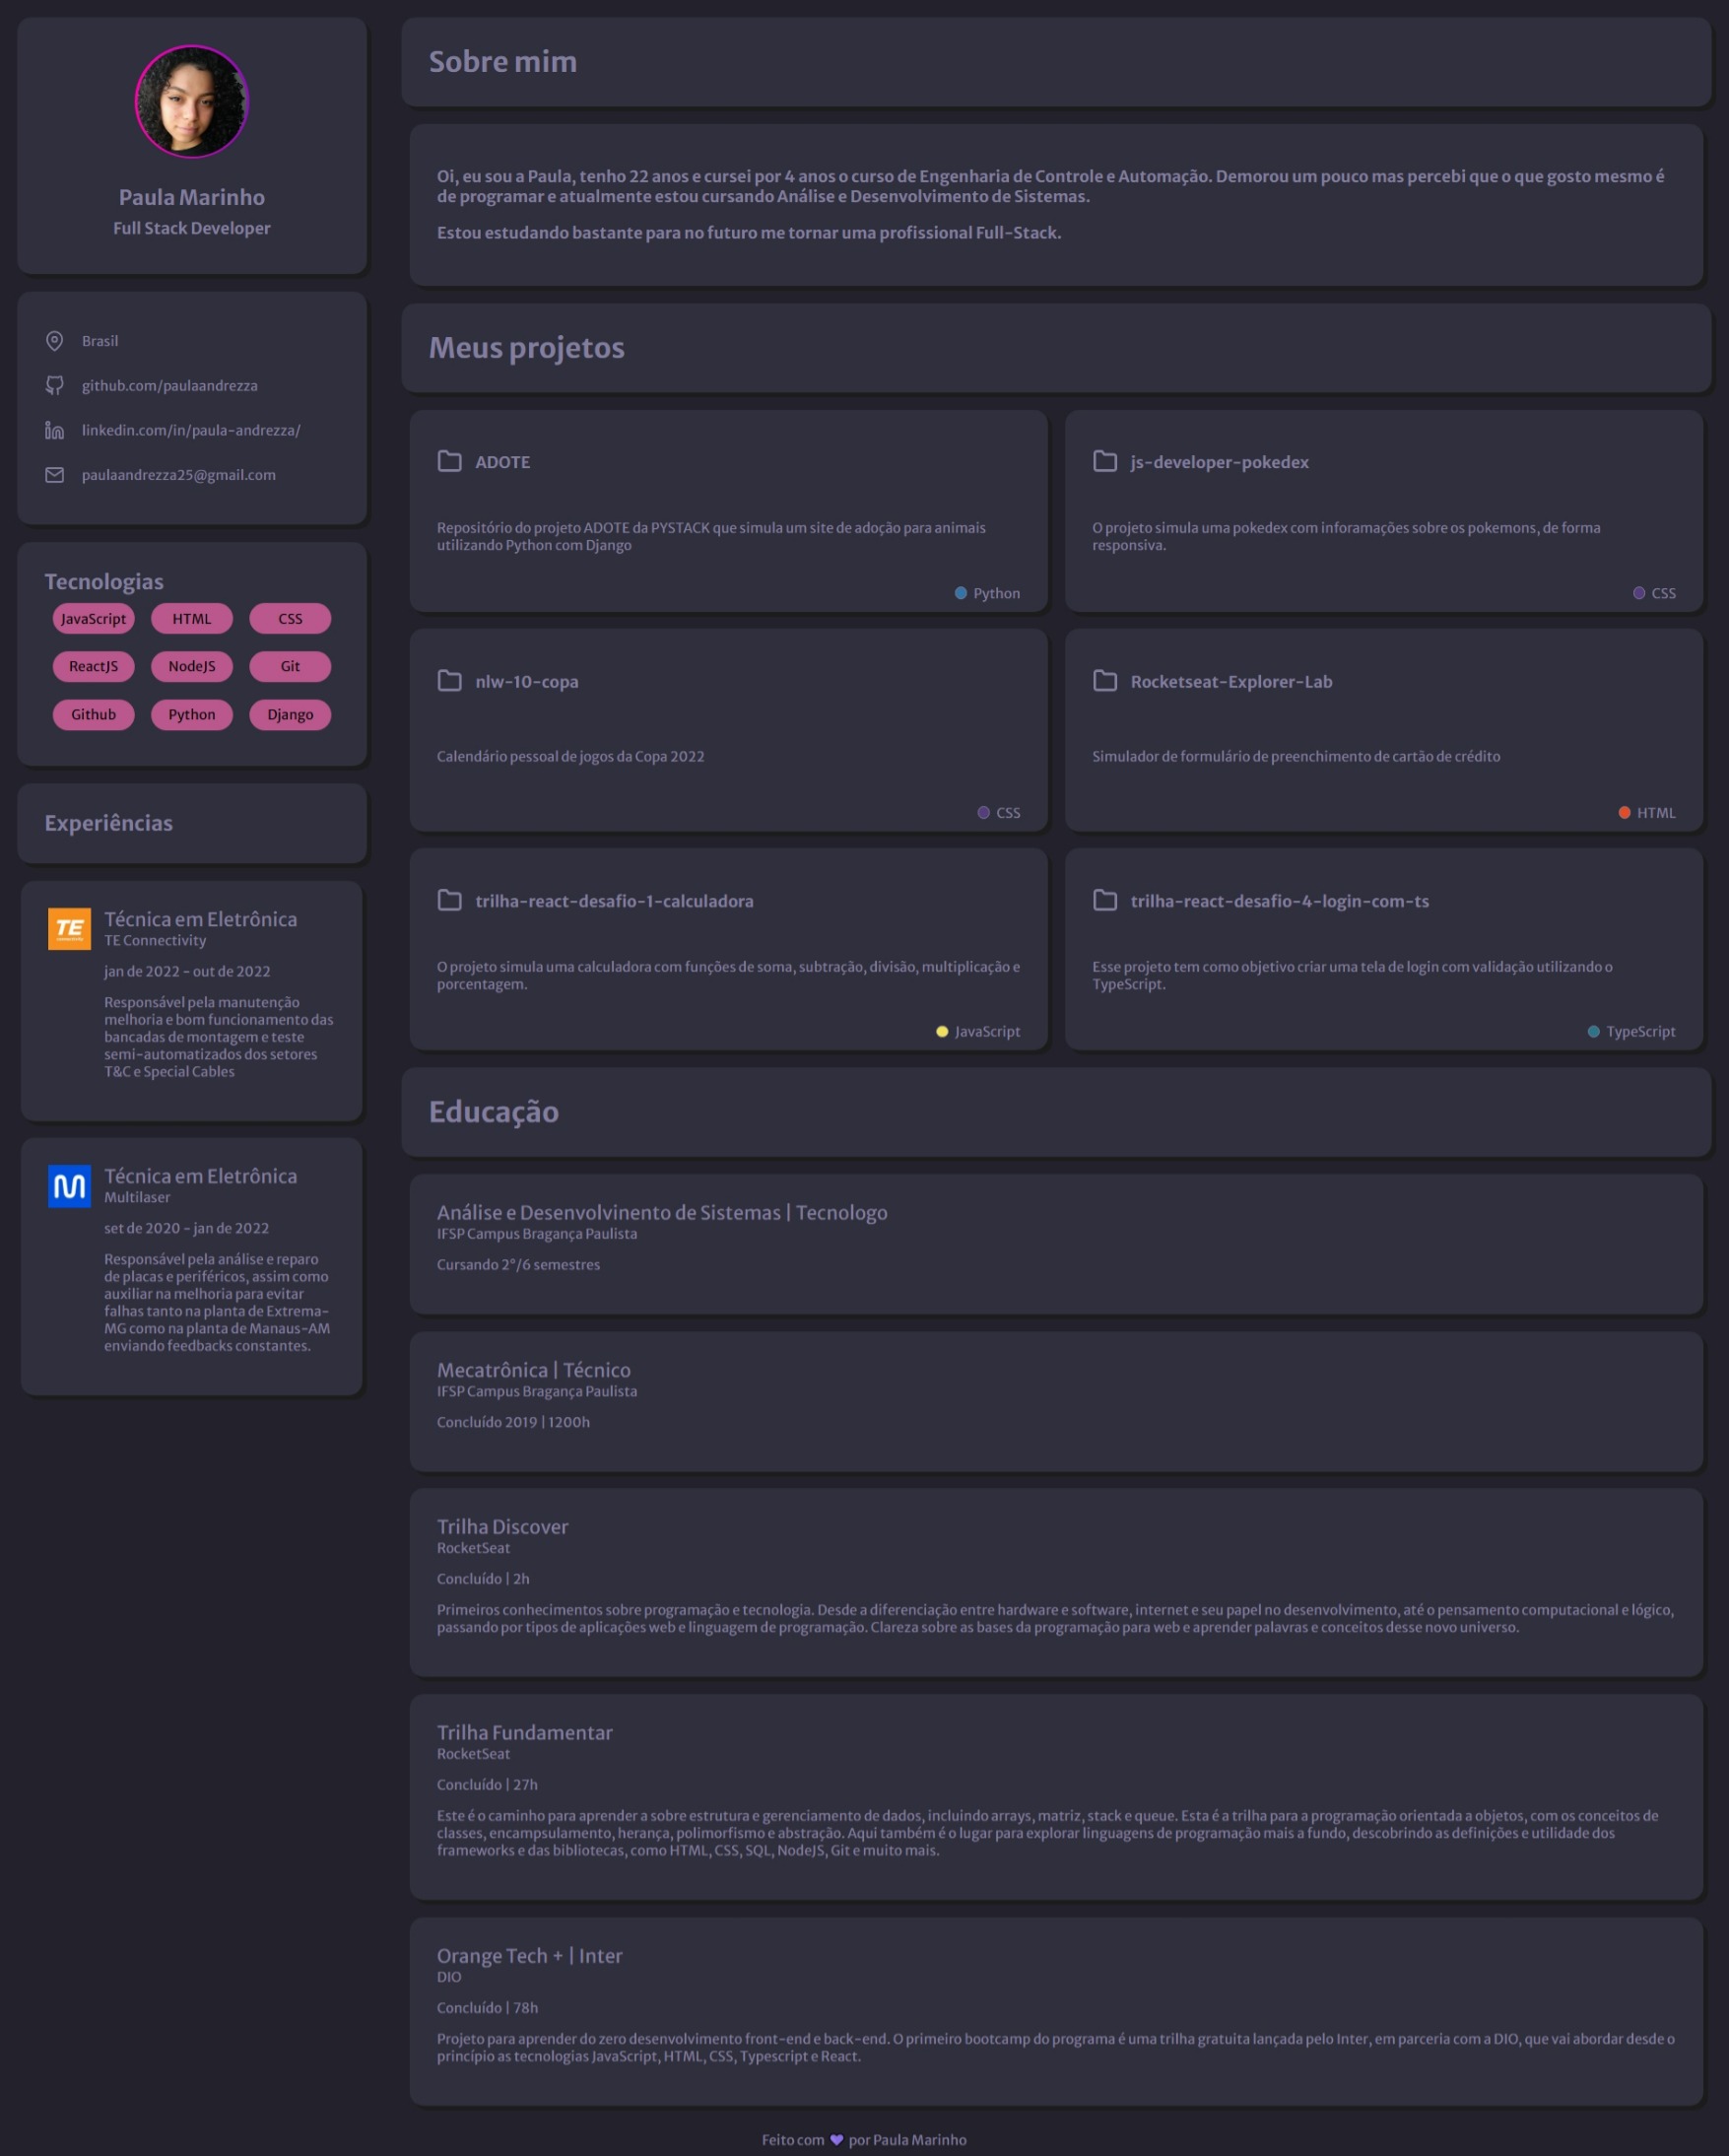 Paula Marinho
Full Stack Developer
Brasil
github.com/paulaandrezza
linkedin.com/in/paula-andrezza/
paulaandrezza25@gmail.com
Tecnologias
JavaScript HTML CSS
ReactJS NodeJS Git
Github Python Django
Experiências
TE
Técnica em Eletrônica
TE Connectivity
jan de 2022 - out de 2022
Responsável pela manutenção
melhoria e bom funcionamento das
bancadas de montagem e teste
semi-automatizados dos setores
T&C e Special Cables
Técnica em Eletrônica
Multilaser
set de 2020 - jan de 2022
Responsável pela análise e reparo
de placas e periféricos, assim como
auxiliar na melhoria para evitar
falhas tanto na planta de Extrema-
MG como na planta de Manaus-AM
enviando feedbacks constantes.
Sobre mim
Oi, eu sou a Paula, tenho 22 anos e cursei por 4 anos o curso de Engenharia de Controle e Automação. Demorou um pouco mas percebi que o que gosto mesmo é
de programar e atualmente estou cursando Análise e Desenvolvimento de Sistemas.
Estou estudando bastante para no futuro me tornar uma profissional Full-Stack.
Meus projetos
ADOTE
Repositório do projeto ADOTE da PYSTACK que simula um site de adoção para animais
utilizando Python com Django
Python
js-developer-pokedex
O projeto simula uma pokedex com inforamações sobre os pokemons, de forma
responsiva.
CSS
nlw-10-copa
Calendário pessoal de jogos da Copa 2022
CSS
Rocketseat-Explorer-Lab
Simulador de formulário de preenchimento de cartão de crédito
HTML
trilha-react-desafio-1-calculadora
O projeto simula uma calculadora com funções de soma, subtração, divisão, multiplicação e
porcentagem.
JavaScript
trilha-react-desafio-4-login-com-ts
Esse projeto tem como objetivo criar uma tela de login com validação utilizando o
TypeScript.
TypeScript
Educação
Análise e Desenvolvinento de Sistemas | Tecnologo
IFSP Campus Bragança Paulista
Cursando 2°/6 semestres
Mecatrônica | Técnico
IFSP Campus Bragança Paulista
Concluído 2019 | 1200h
Trilha Discover
RocketSeat
Concluído | 2h
Primeiros conhecimentos sobre programação e tecnologia. Desde a diferenciação entre hardware e software, internet e seu papel no desenvolvimento, até o pensamento computacional e lógico,
passando por tipos de aplicações web e linguagem de programação. Clareza sobre as bases da programação para web e aprender palavras e conceitos desse novo universo.
Trilha Fundamentar
RocketSeat
Concluído | 27h
Este é o caminho para aprender a sobre estrutura e gerenciamento de dados, incluindo arrays, matriz, stack e queue. Esta é a trilha para a programação orientada a objetos, com os conceitos de
classes, encampsulamento, herança, polimorfismo e abstração. Aqui também é o lugar para explorar linguagens de programação mais a fundo, descobrindo as definições e utilidade dos
frameworks e das bibliotecas, como HTML, CSS, SQL, NodeJS, Git e muito mais.
Orange Tech + | Inter
DIO
Concluído | 78h
Projeto para aprender do zero desenvolvimento front-end e back-end. O primeiro bootcamp do programa é uma trilha gratuita lançada pelo Inter, em parceria com a DIO, que vai abordar desde o
princípio as tecnologias JavaScript, HTML, CSS, Typescript e React.
Feito com 💜 por Paula Marinho